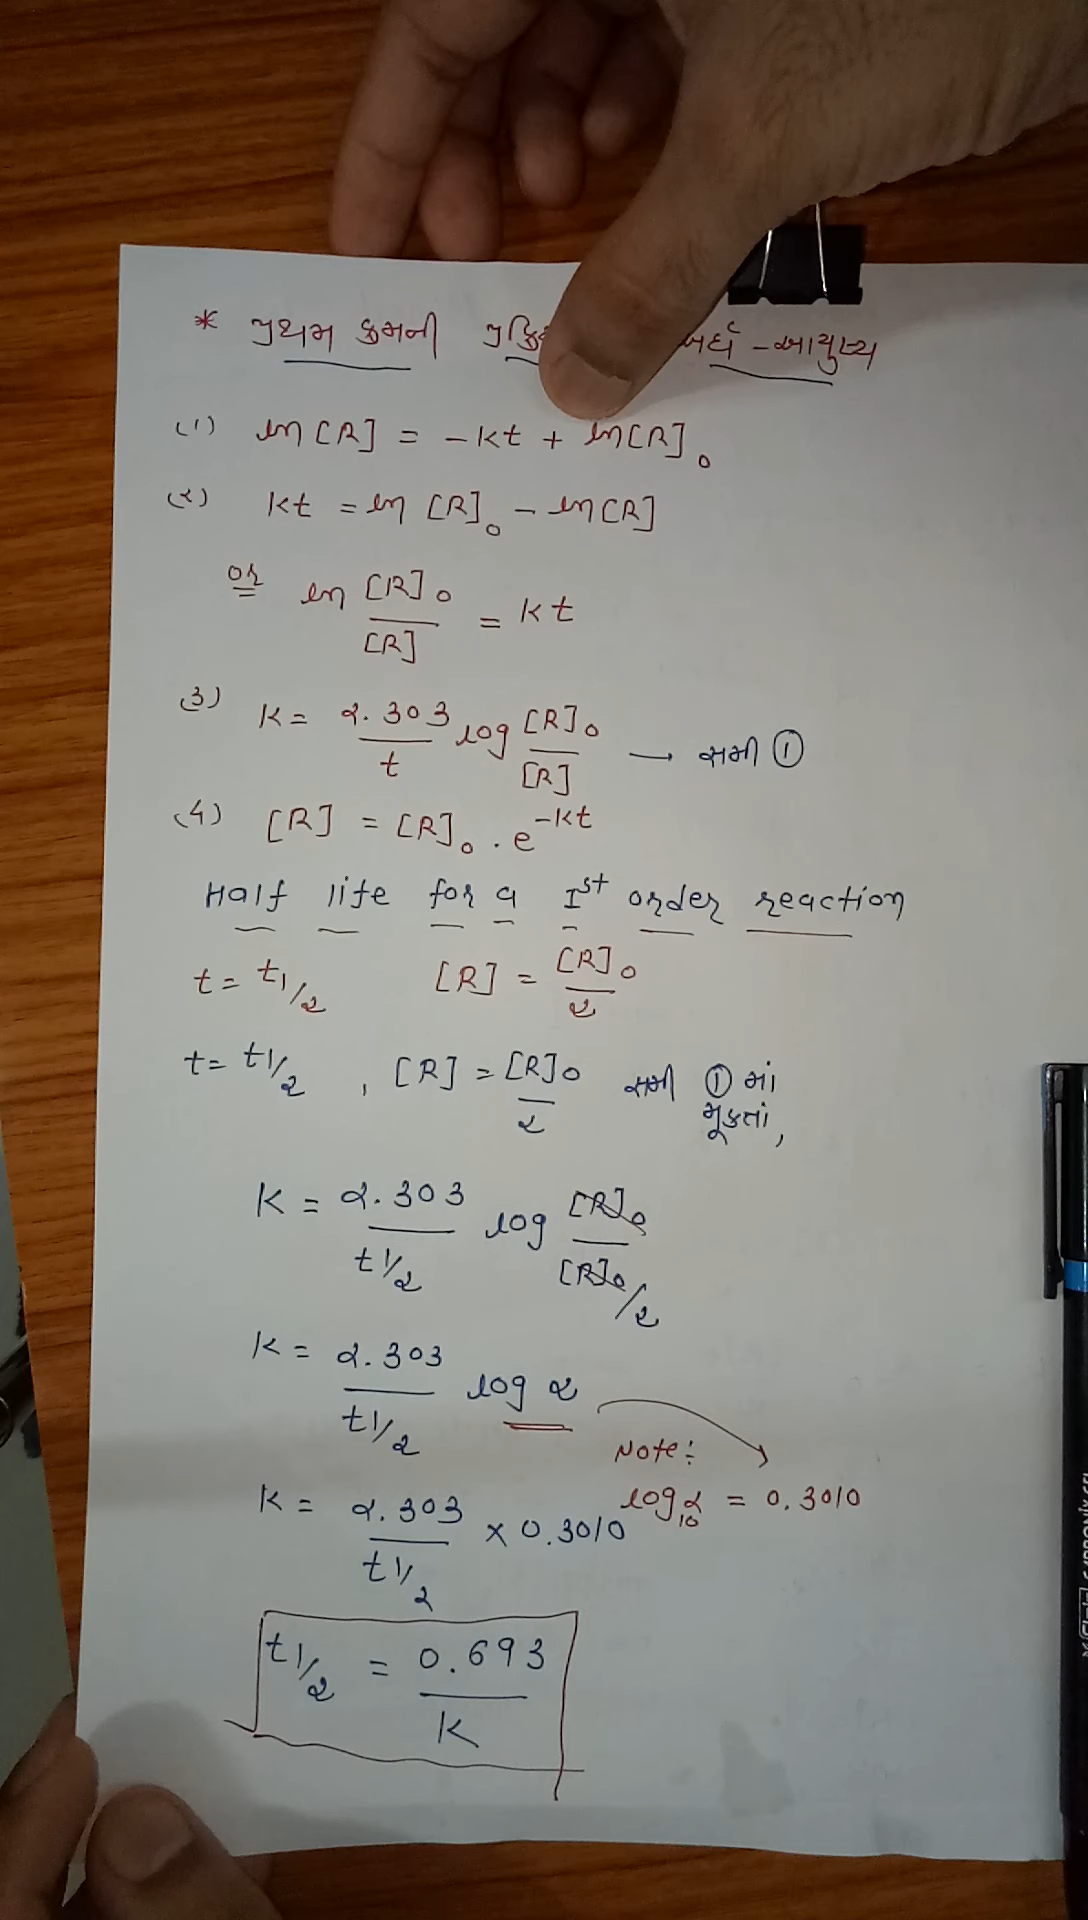 * પ્રથમ ક્રમની અર્ધ - આયુષ્ય
(1) ln [R] = - kt + ln [R]₀
(2) kt = ln [R]₀ - ln [R]
or ln [R]₀ / [R] = kt
(3) K = 2.303 / t log [R]₀ / [R] → સમી ①
(4) [R] = [R]₀ . e^-kt
Half life for a Ist order reaction
t = t1/2 [R] = [R]₀ / 2
t = t1/2 , [R] = [R]₀ / 2 સમી ① માં
મૂકતાં,
K = 2.303 / t1/2 log [R]₀ / [R]₀/2
K = 2.303 / t1/2 log 2
Note:
log₁₀2 = 0.3010
K = 2.303 / t1/2 x 0.3010
t1/2 = 0.693 / K